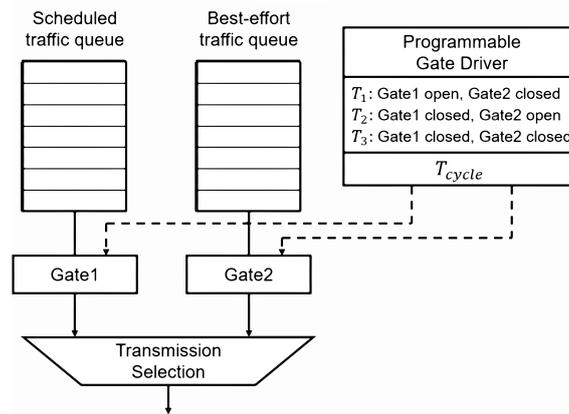 Scheduled
traffic queue
Best-effort
traffic queue
Programmable
Gate Driver
T₁: Gate1 open, Gate2 closed
T₂: Gate1 closed, Gate2 open
T₃: Gate1 closed, Gate2 closed
T_cycle
Gate1
Gate2
Transmission
Selection